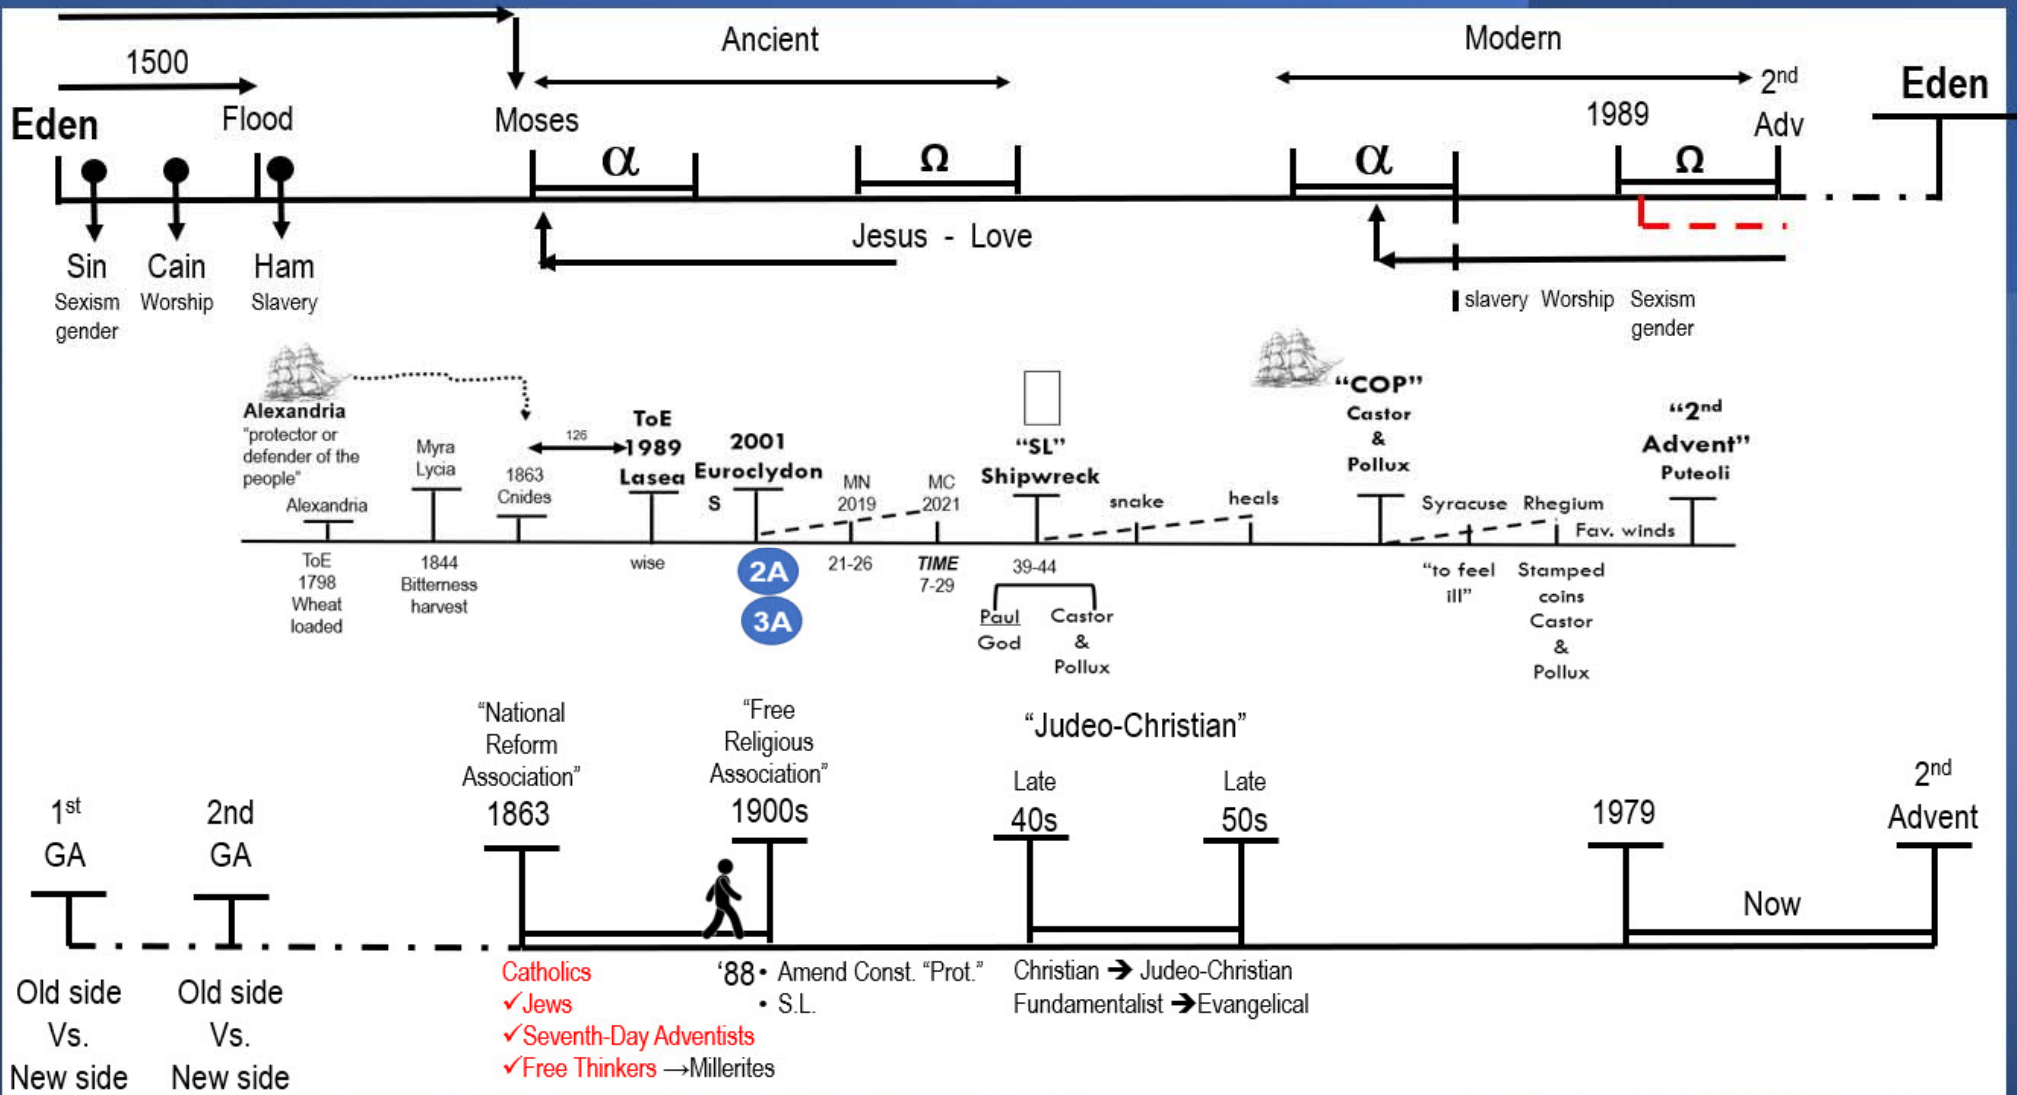 Ancient
Modern
1500
2nd
Adv
Eden
Eden
Flood
Moses
1989
α
Ω
α
Ω
Jesus - Love
Sin
Sexism
gender
Cain
Worship
Ham
Slavery
slavery Worship Sexism
gender
Alexandria
"protector or
defender of the
people"
Alexandria
ToE
1798
Wheat
loaded
Myra
Lycia
1844
Bitterness
harvest
1863
Cnides
126
ToE
1989
Lasea
wise
2001
Euroclydon
S
2A
3A
MN
2019
21-26
MC
2021
TIME
7-29
“SL”
Shipwreck
39-44
Paul
God
Castor
&
Pollux
snake
heals
“COP”
Castor
&
Pollux
Syracuse
"to feel
ill"
Rhegium
Stamped
coins
Castor
&
Pollux
Fav. winds
“2nd
Advent”
Puteoli
1st
GA
Old side
Vs.
New side
2nd
GA
Old side
Vs.
New side
“National
Reform
Association”
1863
Catholics
✓Jews
✓Seventh-Day Adventists
✓Free Thinkers →Millerites
“Free
Religious
Association”
1900s
‘88• Amend Const. “Prot.”
• S.L.
“Judeo-Christian”
Late
40s
Late
50s
Christian ➔ Judeo-Christian
Fundamentalist ➔Evangelical
1979
Now
2nd
Advent